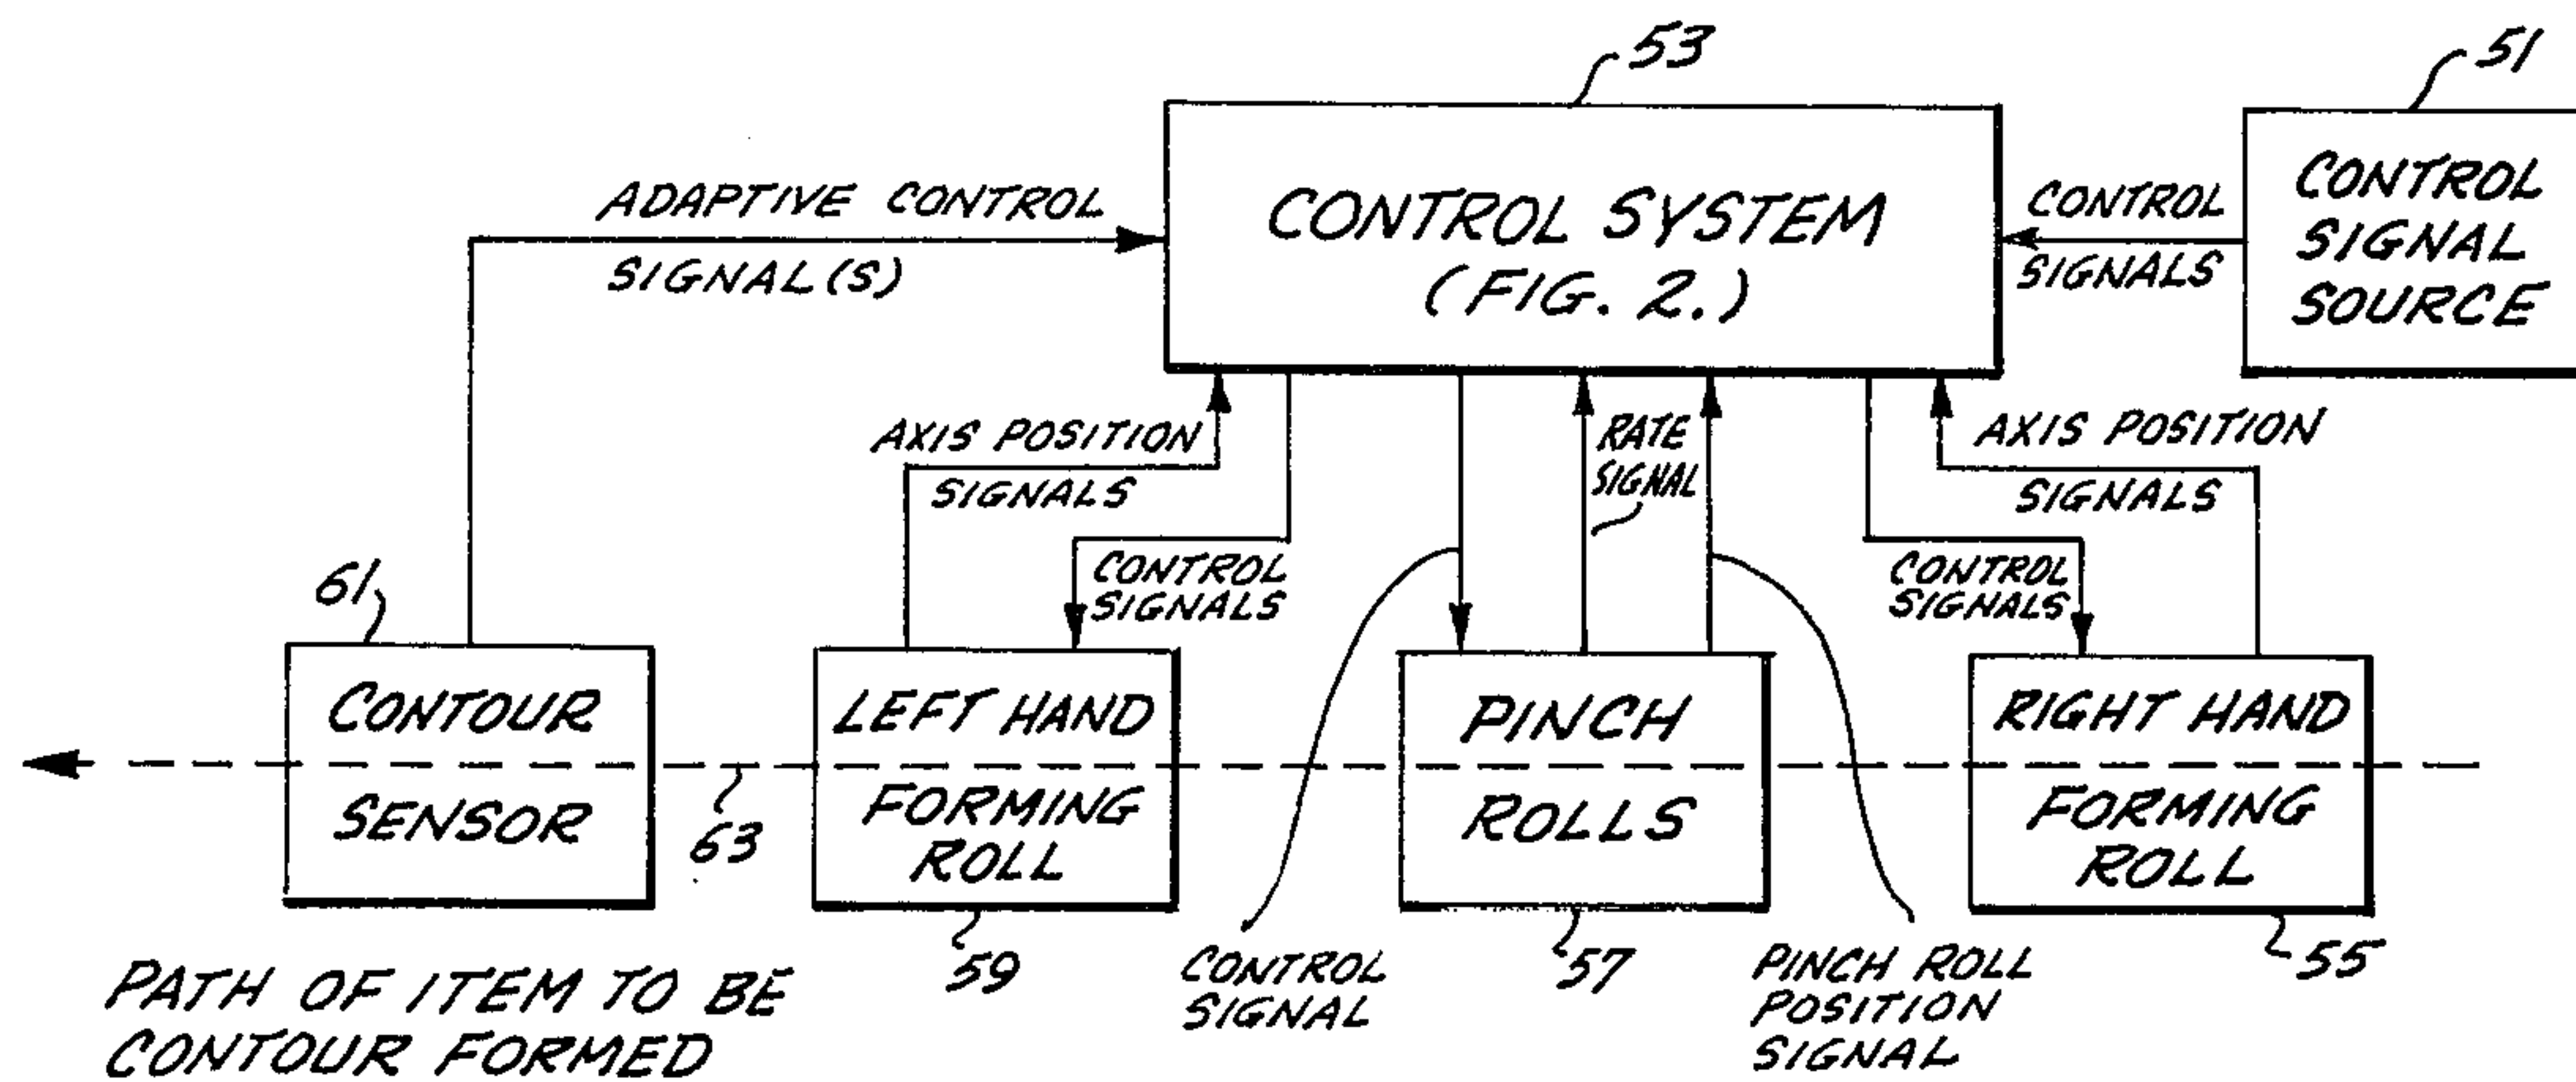 53
51
CONTROL SYSTEM
(FIG. 2.)
CONTROL
SIGNAL
SOURCE
CONTROL
SIGNALS
ADAPTIVE CONTROL
SIGNAL(S)
AXIS POSITION
SIGNALS
CONTROL
SIGNALS
RATE
SIGNAL
AXIS POSITION
SIGNALS
CONTROL
SIGNALS
61
CONTOUR
SENSOR
63
LEFT HAND
FORMING
ROLL
59
PINCH
ROLLS
57
RIGHT HAND
FORMING
ROLL
55
CONTROL
SIGNAL
PINCH ROLL
POSITION
SIGNAL
PATH OF ITEM TO BE
CONTOUR FORMED